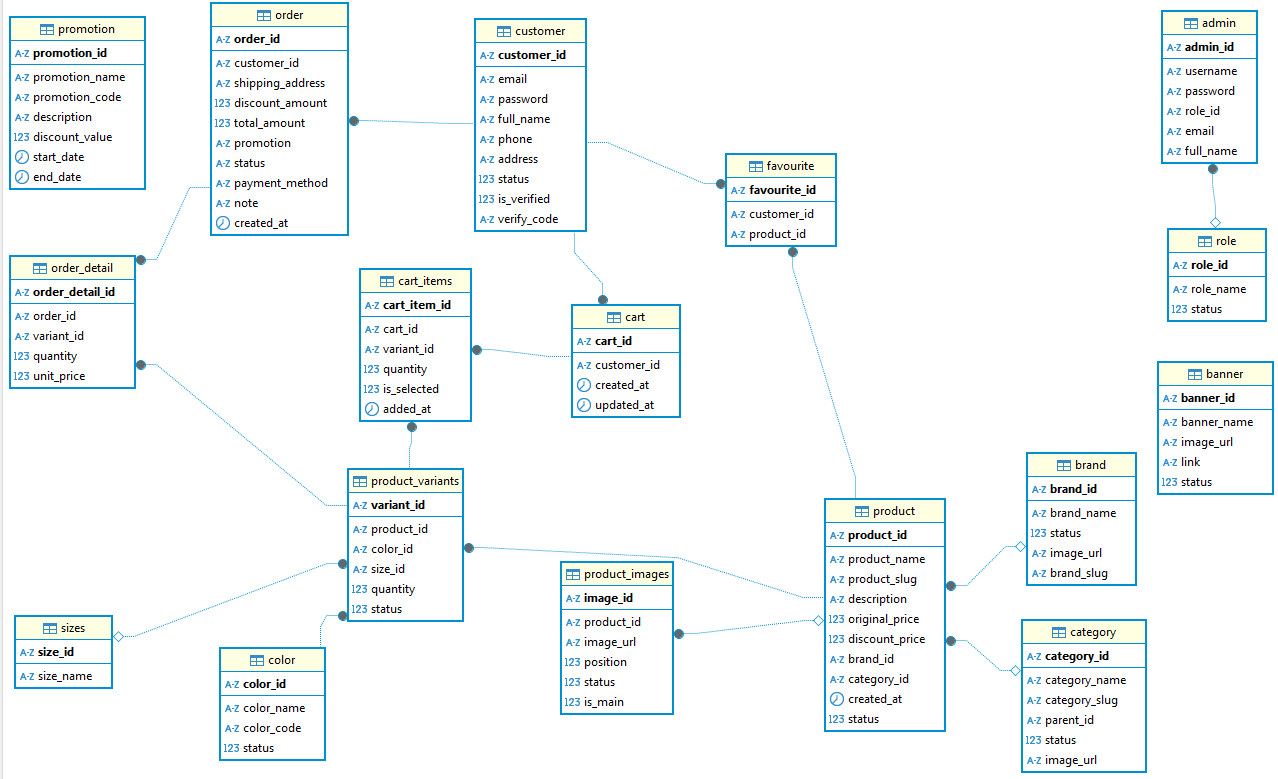 promotion
promotion_id
promotion_name
promotion_code
description
discount_value
start_date
end_date
order
order_id
customer_id
shipping_address
discount_amount
total_amount
promotion
status
payment_method
note
created_at
customer
customer_id
email
password
full_name
phone
address
status
is_verified
verify_code
favourite
favourite_id
customer_id
product_id
admin
admin_id
username
password
role_id
email
full_name
role
role_id
role_name
status
order_detail
order_detail_id
order_id
variant_id
quantity
unit_price
cart_items
cart_item_id
cart_id
variant_id
quantity
is_selected
added_at
cart
cart_id
customer_id
created_at
updated_at
banner
banner_id
banner_name
image_url
link
status
product_variants
variant_id
product_id
color_id
size_id
quantity
status
product_images
image_id
product_id
image_url
position
status
is_main
product
product_id
product_name
product_slug
description
original_price
discount_price
brand_id
category_id
created_at
status
brand
brand_id
brand_name
status
image_url
brand_slug
sizes
size_id
size_name
color
color_id
color_name
color_code
status
category
category_id
category_name
category_slug
parent_id
status
image_url